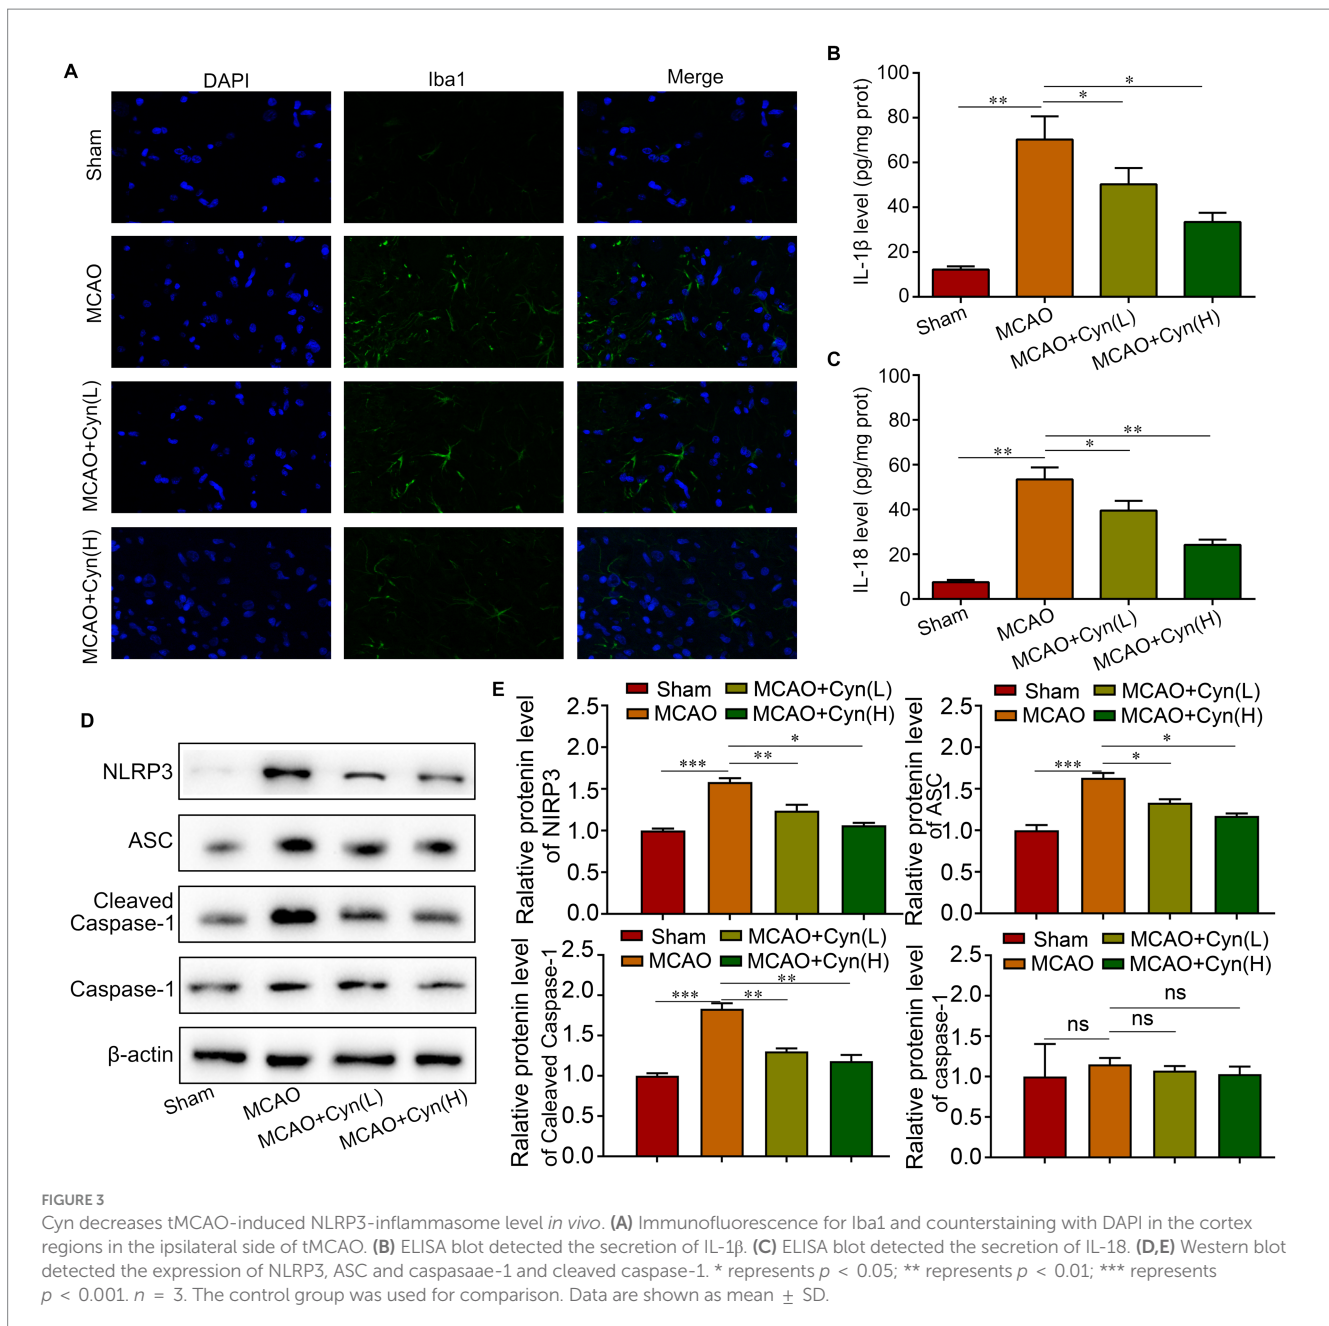 A
DAPI
Iba1
Merge
Sham
MCAO
MCAO+Cyn(L)
MCAO+Cyn(H)
B
IL-1β level (pg/mg prot)
100
80
60
40
20
0
**
*
*
Sham
MCAO
MCAO+Cyn(L)
MCAO+Cyn(H)
C
IL-18 level (pg/mg prot)
100
80
60
40
20
0
**
*
**
Sham
MCAO
MCAO+Cyn(L)
MCAO+Cyn(H)
D
NLRP3
ASC
Cleaved
Caspase-1
Caspase-1
β-actin
Sham
MCAO
MCAO+Cyn(L)
MCAO+Cyn(H)
E
Sham
MCAO+Cyn(L)
MCAO
MCAO+Cyn(H)
Ralative protenin level
of NIRP3
2.5
2.0
1.5
1.0
0.5
0.0
***
**
*
Sham
MCAO+Cyn(L)
MCAO
MCAO+Cyn(H)
Ralative protenin level
of ASC
2.5
2.0
1.5
1.0
0.5
0.0
***
*
*
Sham
MCAO+Cyn(L)
MCAO
MCAO+Cyn(H)
Ralative protenin level
of Caleaved Caspase-1
2.5
2.0
1.5
1.0
0.5
0.0
***
**
**
Sham
MCAO+Cyn(L)
MCAO
MCAO+Cyn(H)
Ralative protenin level
of caspase-1
2.5
2.0
1.5
1.0
0.5
0.0
ns
ns
ns
FIGURE 3
Cyn decreases tMCAO-induced NLRP3-inflammasome level in vivo. (A) Immunofluorescence for Iba1 and counterstaining with DAPI in the cortex
regions in the ipsilateral side of tMCAO. (B) ELISA blot detected the secretion of IL-1β. (C) ELISA blot detected the secretion of IL-18. (D,E) Western blot
detected the expression of NLRP3, ASC and caspasaae-1 and cleaved caspase-1. * represents p < 0.05; ** represents p < 0.01; *** represents
p < 0.001. n = 3. The control group was used for comparison. Data are shown as mean ± SD.